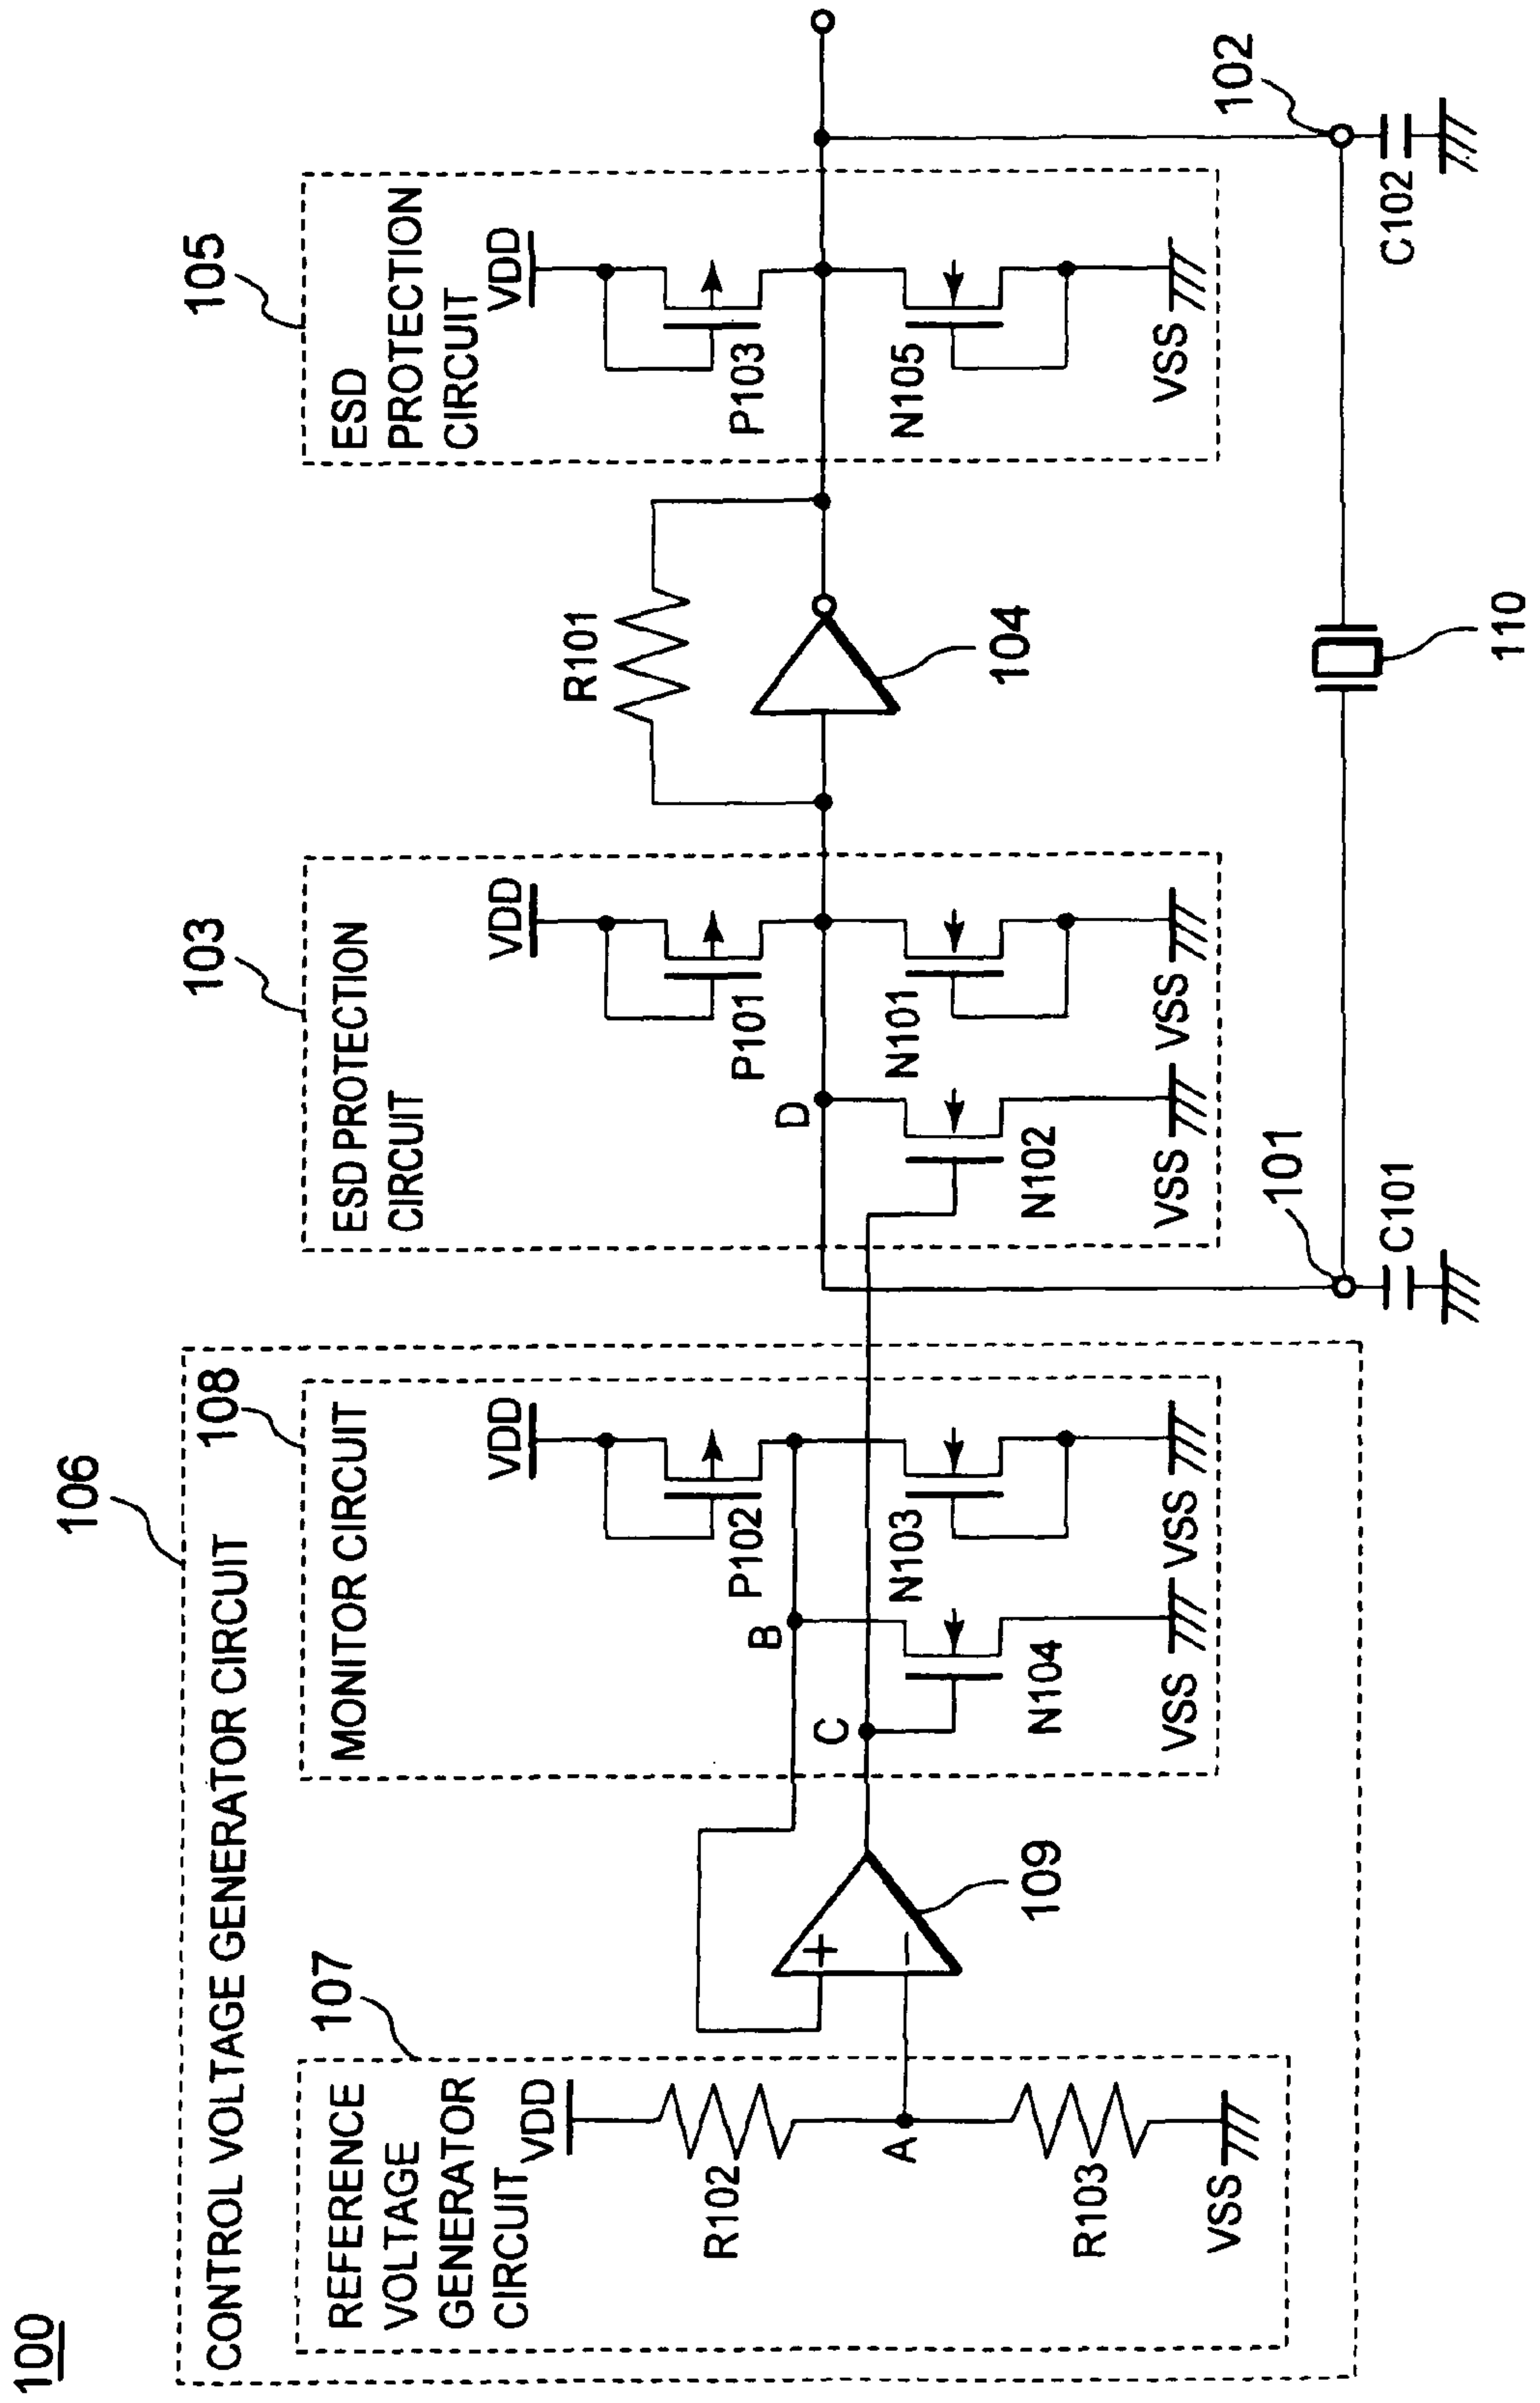 100
106
CONTROL VOLTAGE GENERATOR CIRCUIT
107
REFERENCE
VOLTAGE
GENERATOR
CIRCUIT
VDD
R102
A
R103
VSS
+
−
109
108
MONITOR CIRCUIT
VDD
P102
B
C
N103
N104
VSS
VSS
103
ESD PROTECTION
CIRCUIT
VDD
P101
D
N101
N102
VSS
VSS
101
C101
R101
104
110
105
ESD
PROTECTION
CIRCUIT
VDD
P103
N105
VSS
102
C102